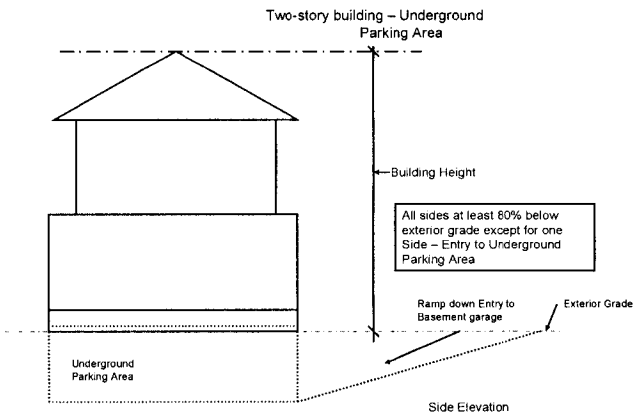 Two-story building – Underground
Parking Area
Building Height
All sides at least 80% below
exterior grade except for one
Side – Entry to Underground
Parking Area
Ramp down Entry to
Basement garage
Exterior Grade
Underground
Parking Area
Side Elevation